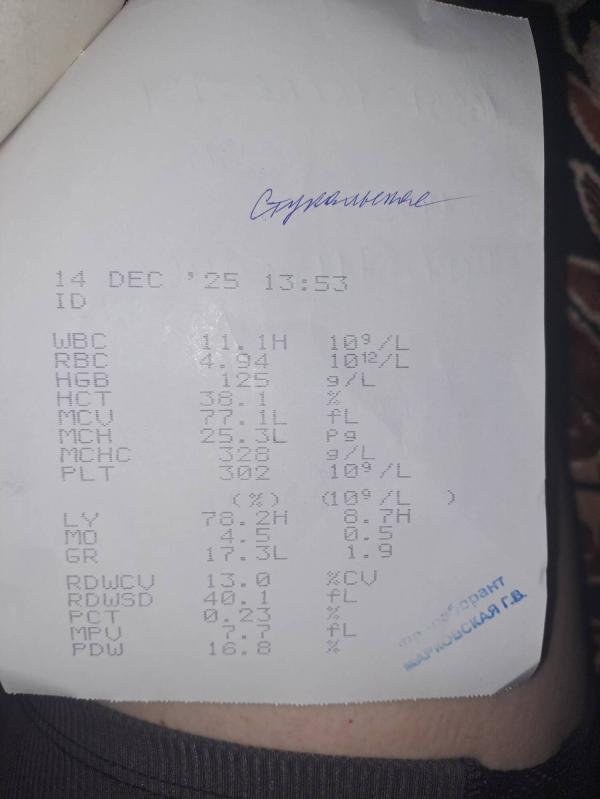 14 DEC '25 13:53
ID
WBC 11.1H 10⁹/L
RBC 4.94 10¹²/L
HGB 125 g/L
HCT 38.1 %
MCV 77.1L fL
MCH 25.3L pg
MCHC 328 g/L
PLT 302 10⁹/L
(%) (10⁹/L )
LY 78.2H 8.7H
MO 4.5 0.5
GR 17.3L 1.9
RDWCV 13.0 %CV
RDWSD 40.1 fL
PCT 0.23 %
MPV 7.7 fL
PDW 16.8 %
МАРКОВСКАЯ Г.В.